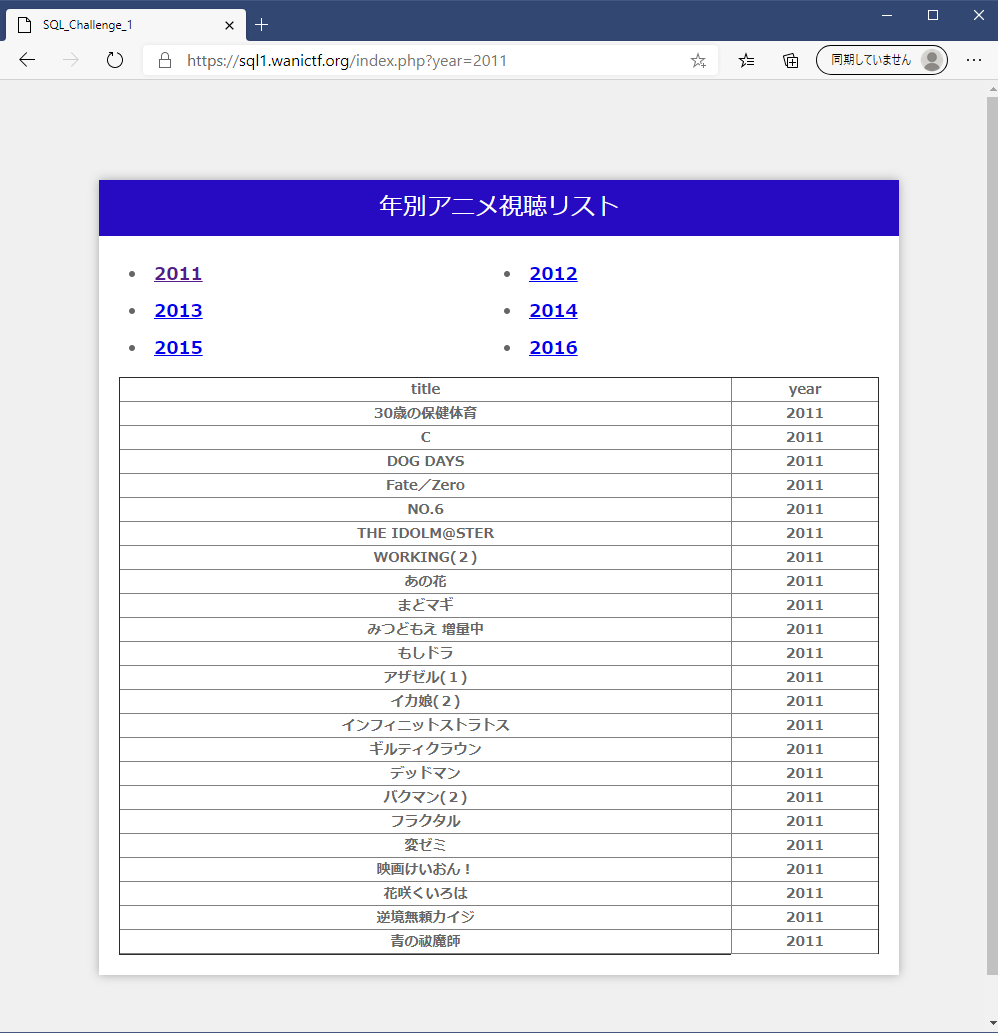 SQL_Challenge_1
https://sql1.wanictf.org/index.php?year=2011
同期していません
年別アニメ視聴リスト
2011 2012
2013 2014
2015 2016
title year
30歳の保健体育 2011
C 2011
DOG DAYS 2011
Fate／Zero 2011
NO.6 2011
THE IDOLM@STER 2011
WORKING(２) 2011
あの花 2011
まどマギ 2011
みつどもえ 増量中 2011
もしドラ 2011
アザゼル(１) 2011
イカ娘(２) 2011
インフィニットストラトス 2011
ギルティクラウン 2011
デッドマン 2011
バクマン(２) 2011
フラクタル 2011
変ゼミ 2011
映画けいおん！ 2011
花咲くいろは 2011
逆境無頼カイジ 2011
青の祓魔師 2011